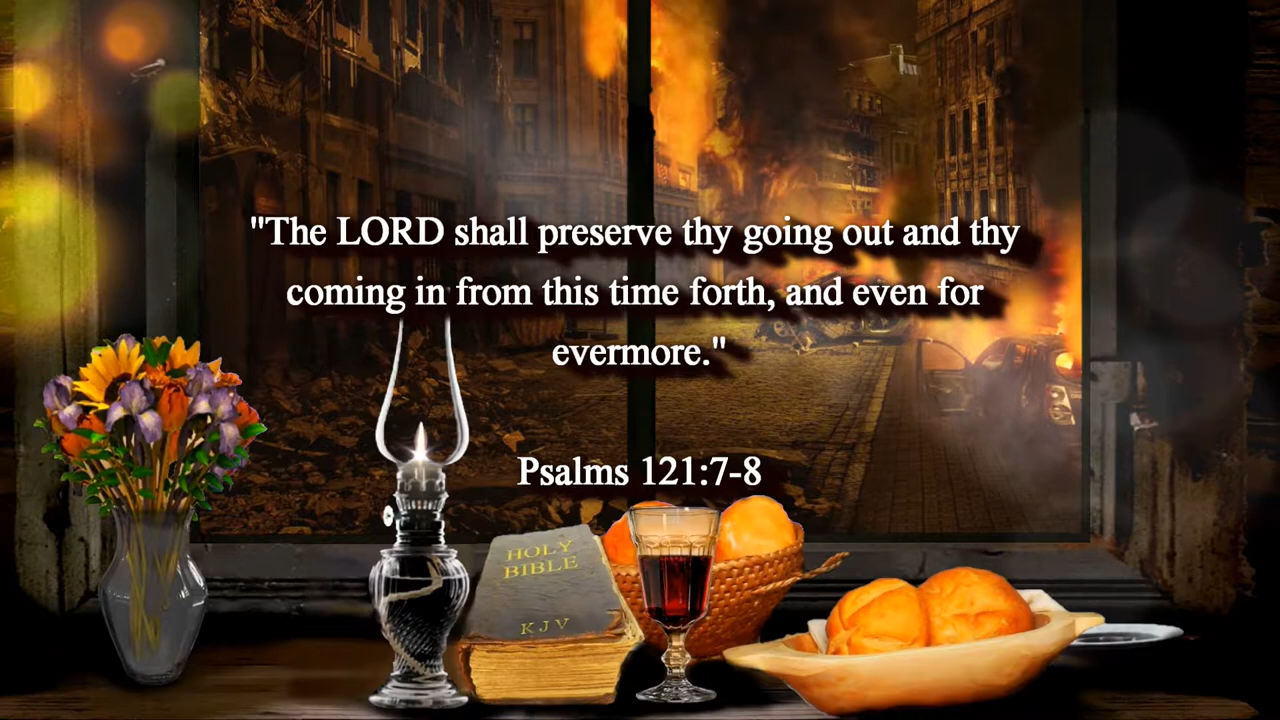 "The LORD shall preserve thy going out and thy
coming in from this time forth, and even for
evermore."
Psalms 121:7-8
HOLY
BIBLE
KJV